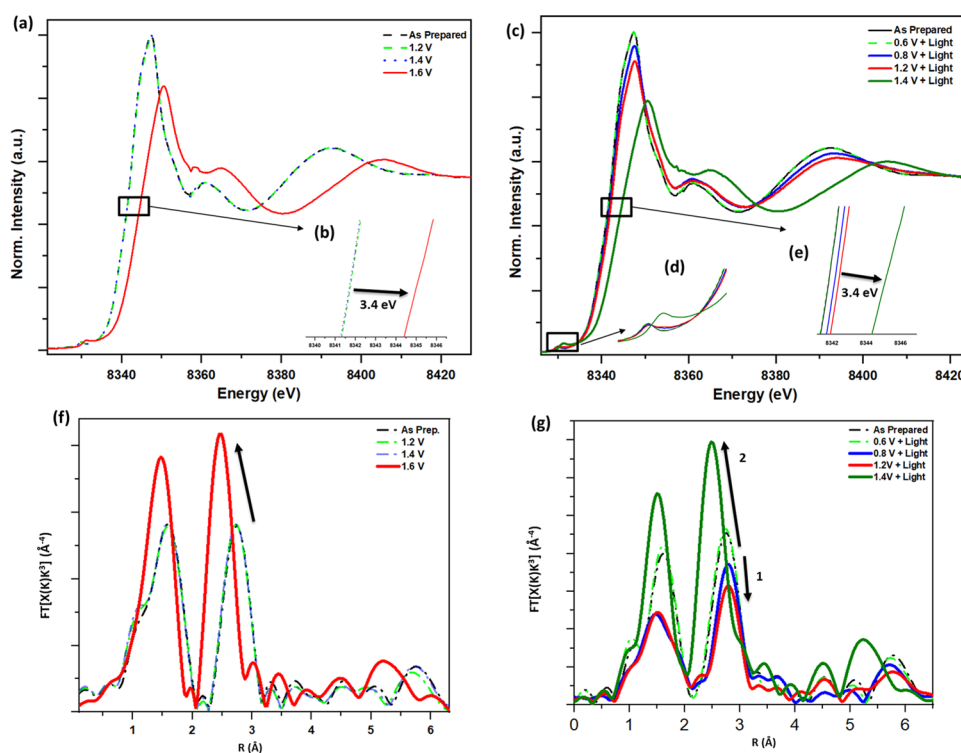 (a)
As Prepared
1.2 V
1.4 V
1.6 V
Norm. Intensity (a.u.)
(b)
3.4 eV
8340 8341 8342 8343 8344 8345 8346
8340 8360 8380 8400 8420
Energy (eV)
(c)
As Prepared
0.6 V + Light
0.8 V + Light
1.2 V + Light
1.4 V + Light
Norm. Intensity (a.u.)
(d)
(e)
3.4 eV
8342 8344 8346
8340 8360 8380 8400 8420
Energy (eV)
(f)
As Prep.
1.2 V
1.4 V
1.6 V
FT[X(K)K³] (Å⁻⁴)
1 2 3 4 5 6
R (Å)
(g)
As Prepared
0.6 V + Light
0.8 V + Light
1.2V + Light
1.4V + Light
2
1
FT[X(K)K³] (Å⁻⁴)
0 1 2 3 4 5 6
R (Å)